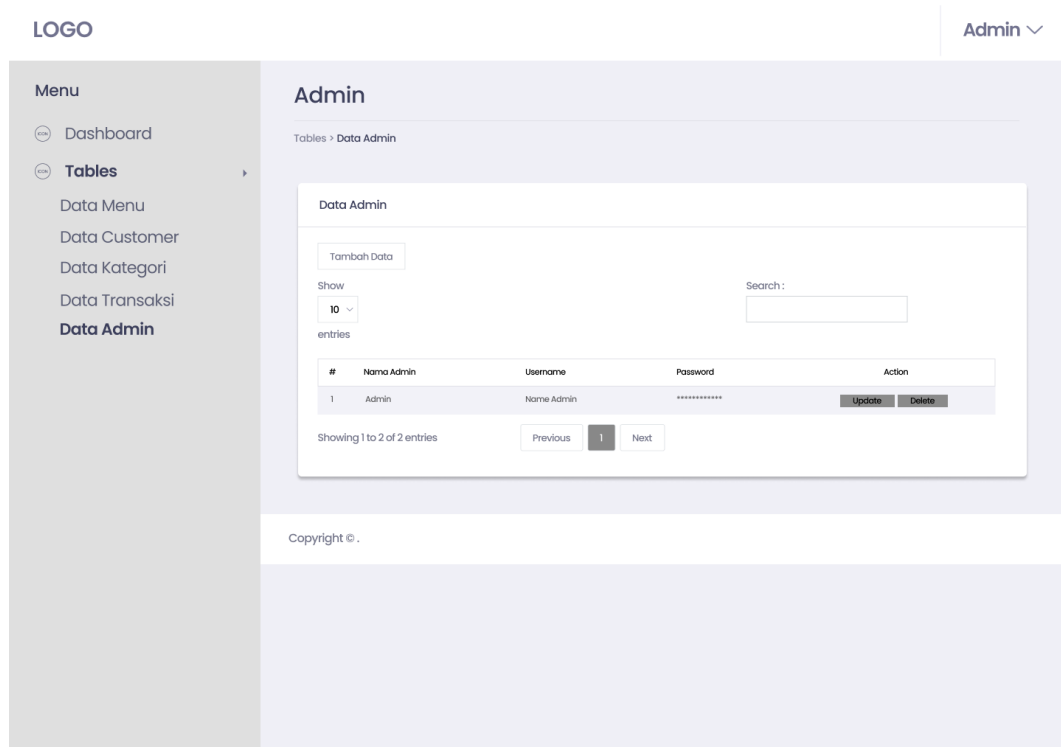 LOGO
Admin
Menu
Dashboard
Tables
Data Menu
Data Customer
Data Kategori
Data Transaksi
Data Admin
Admin
Tables > Data Admin
Data Admin
Tambah Data
Show
10
entries
Search :
# Nama Admin Username Password Action
1 Admin Name Admin ************ Update Delete
Showing 1 to 2 of 2 entries
Previous 1 Next
Copyright © .